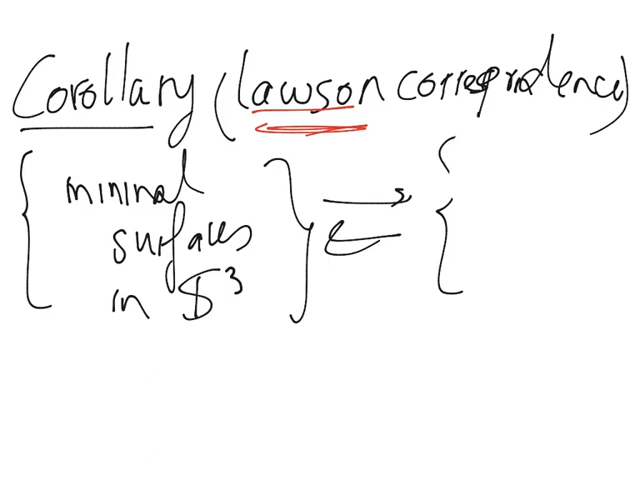 Corollary (lawson correspondence)
{ minimal } ⇄ {
surfaces
in S³